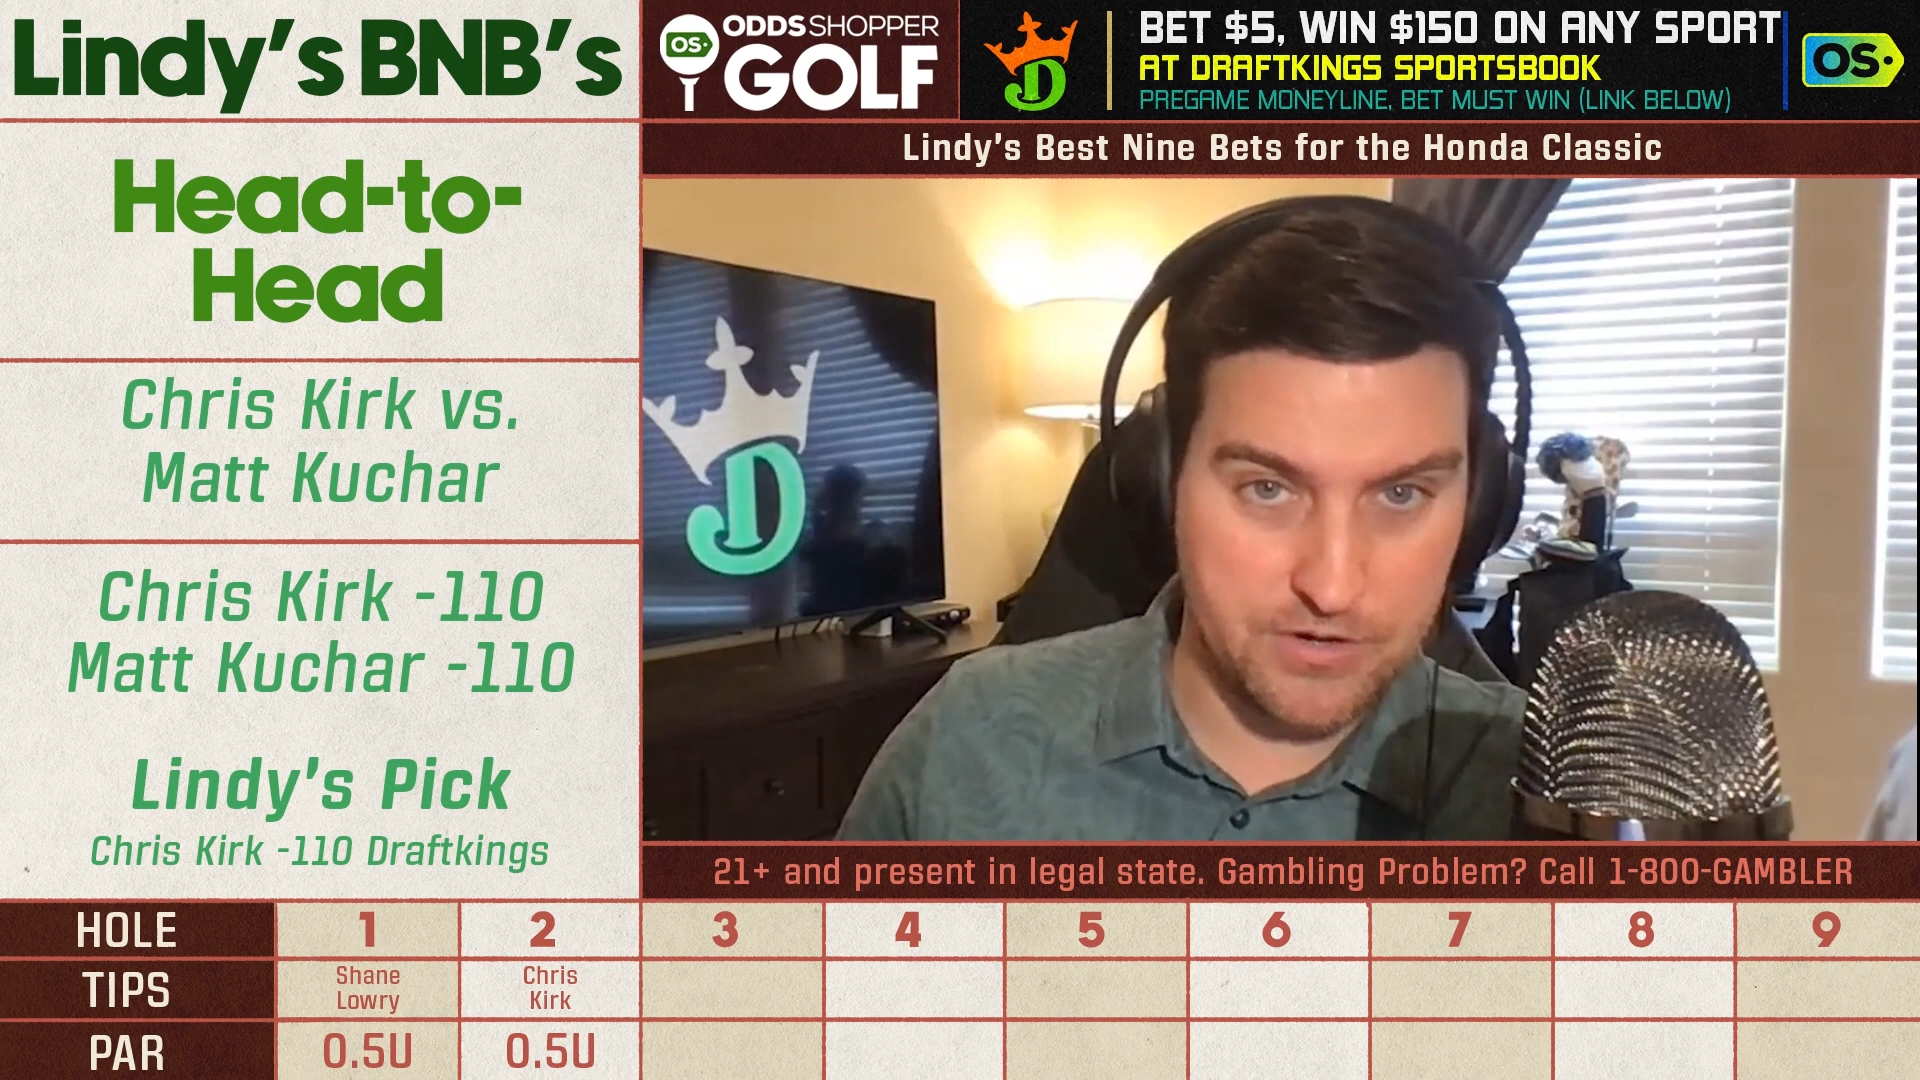 Lindy's BNB's
OS.
ODDSSHOPPER
GOLF
D
BET $5, WIN $150 ON ANY SPORT
AT DRAFTKINGS SPORTSBOOK
PREGAME MONEYLINE, BET MUST WIN (LINK BELOW)
OS.
Lindy's Best Nine Bets for the Honda Classic
Head-to-
Head
Chris Kirk vs.
Matt Kuchar
Chris Kirk -110
Matt Kuchar -110
Lindy's Pick
Chris Kirk -110 Draftkings
D
21+ and present in legal state. Gambling Problem? Call 1-800-GAMBLER
HOLE 1 2 3 4 5 6 7 8 9
TIPS Shane Chris
Lowry Kirk
PAR 0.5U 0.5U